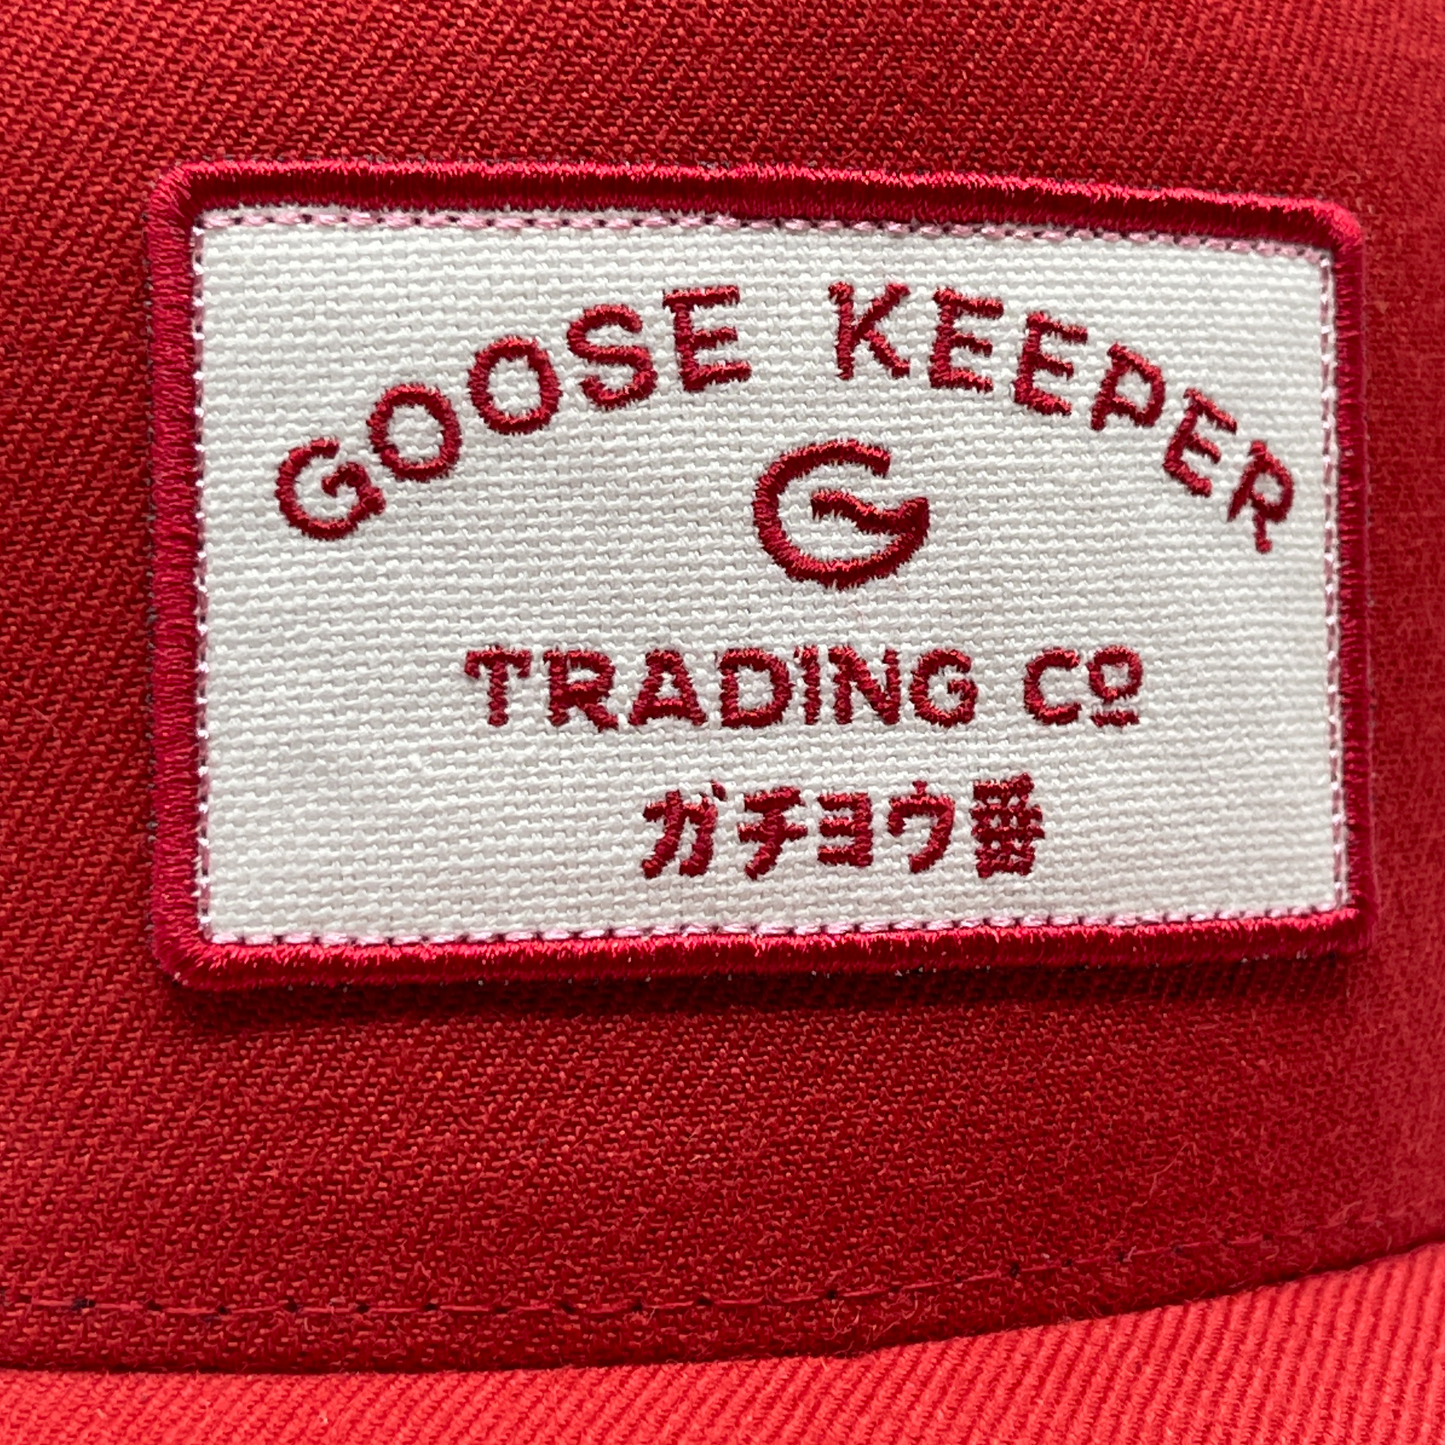 GOOSE KEEPER
G
TRADING Co
ガチョウ番